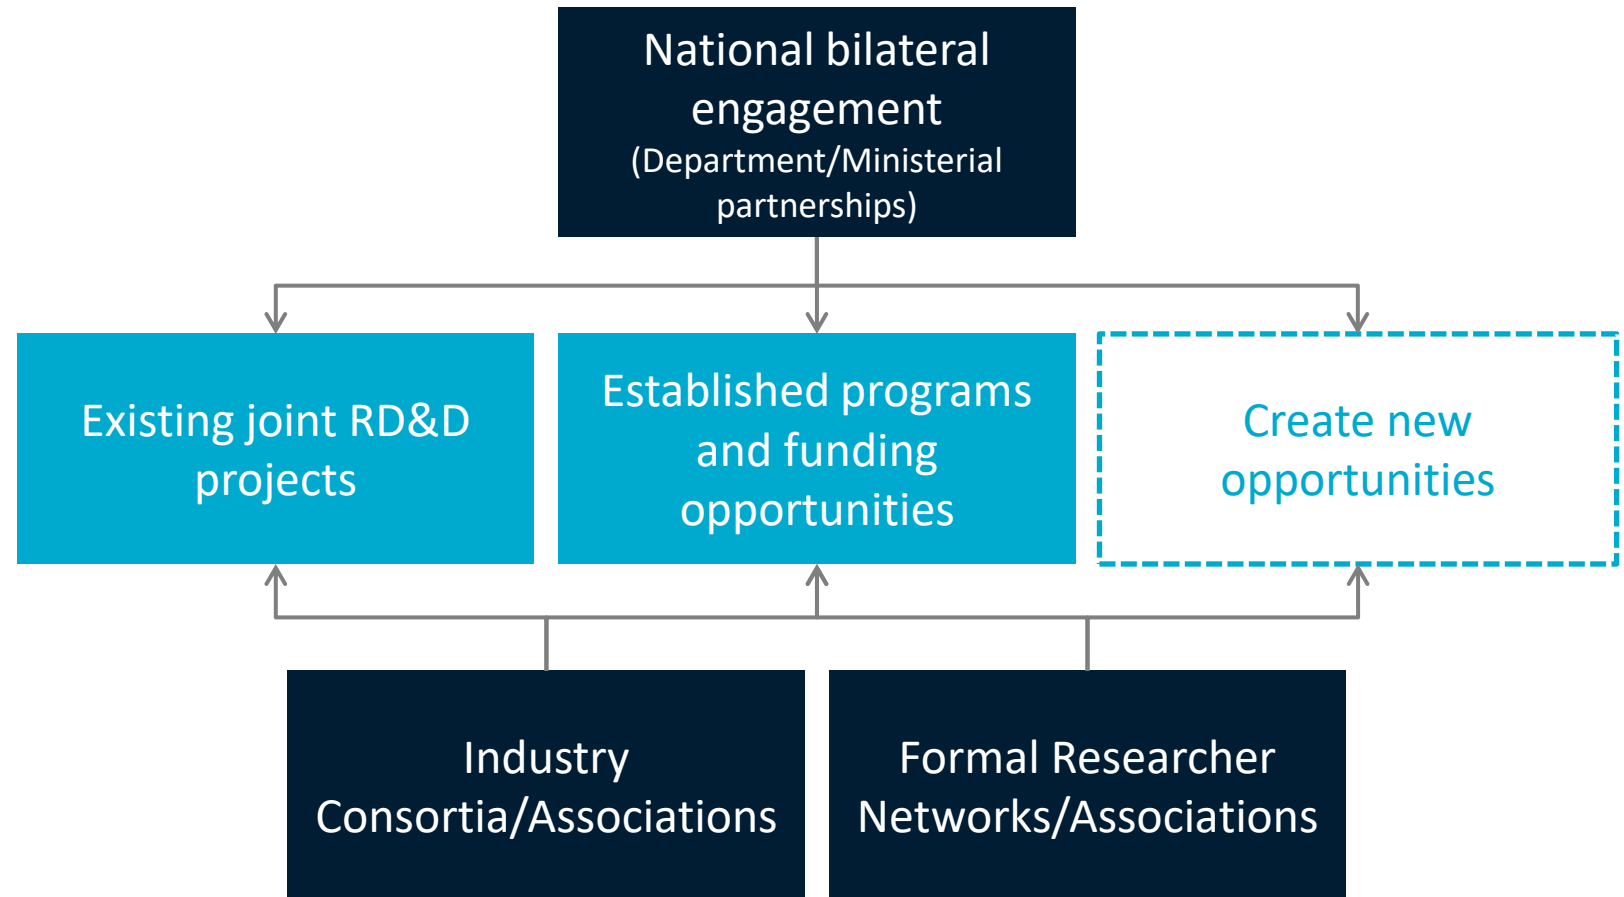 National bilateral
engagement
(Department/Ministerial
partnerships)
Existing joint RD&D
projects
Established programs
and funding
opportunities
Create new
opportunities
Industry
Consortia/Associations
Formal Researcher
Networks/Associations